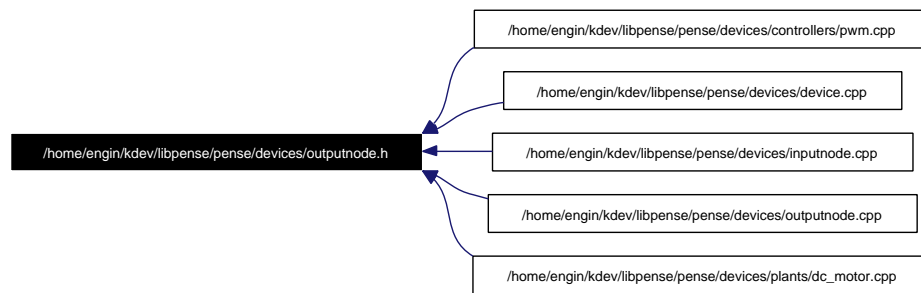 /home/engin/kdev/libpense/pense/devices/controllers/pwm.cpp
/home/engin/kdev/libpense/pense/devices/device.cpp
/home/engin/kdev/libpense/pense/devices/outputnode.h
/home/engin/kdev/libpense/pense/devices/inputnode.cpp
/home/engin/kdev/libpense/pense/devices/outputnode.cpp
/home/engin/kdev/libpense/pense/devices/plants/dc_motor.cpp